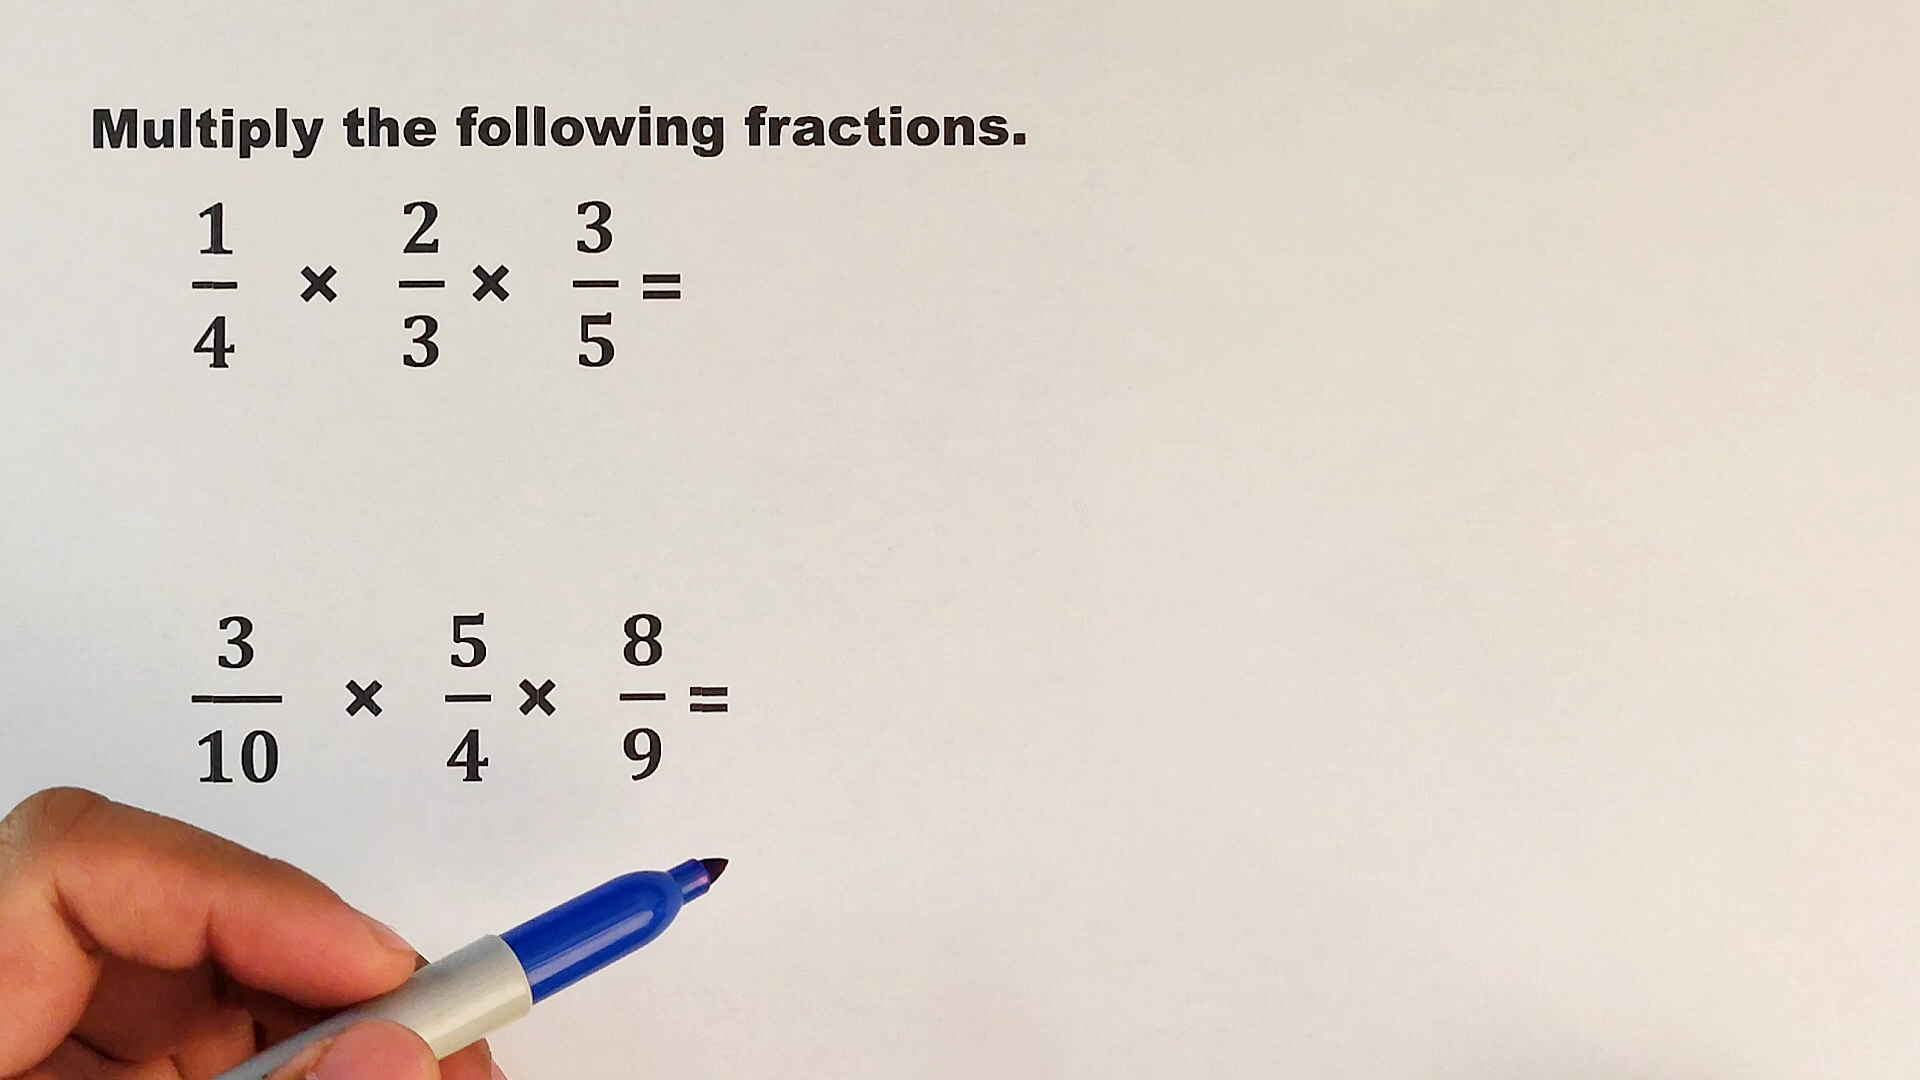 Multiply the following fractions.
1/4 × 2/3 × 3/5 =
3/10 × 5/4 × 8/9 =